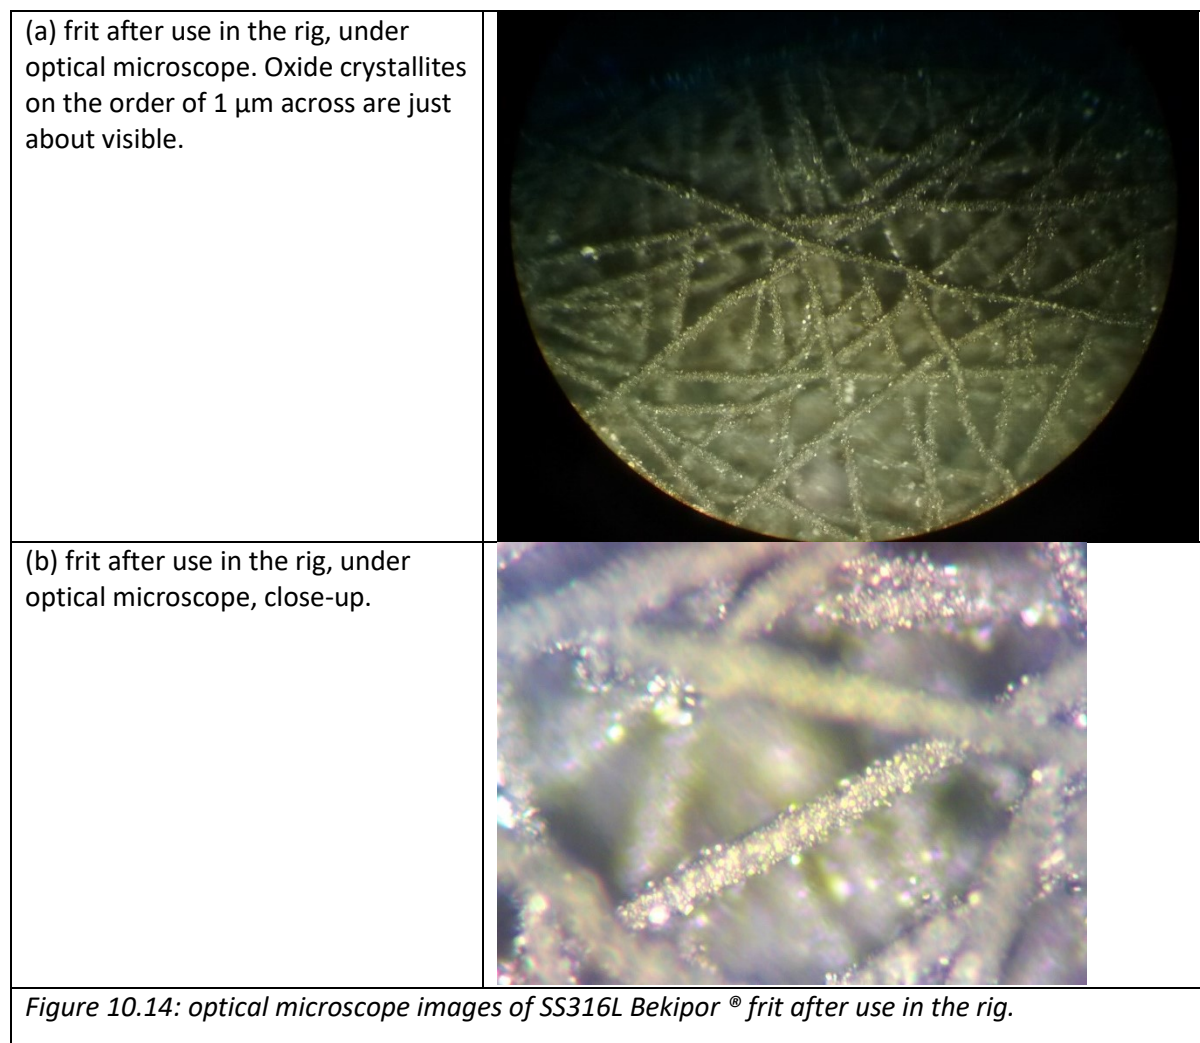 (a) frit after use in the rig, under
optical microscope. Oxide crystallites
on the order of 1 μm across are just
about visible.
(b) frit after use in the rig, under
optical microscope, close-up.
Figure 10.14: optical microscope images of SS316L Bekipor ® frit after use in the rig.